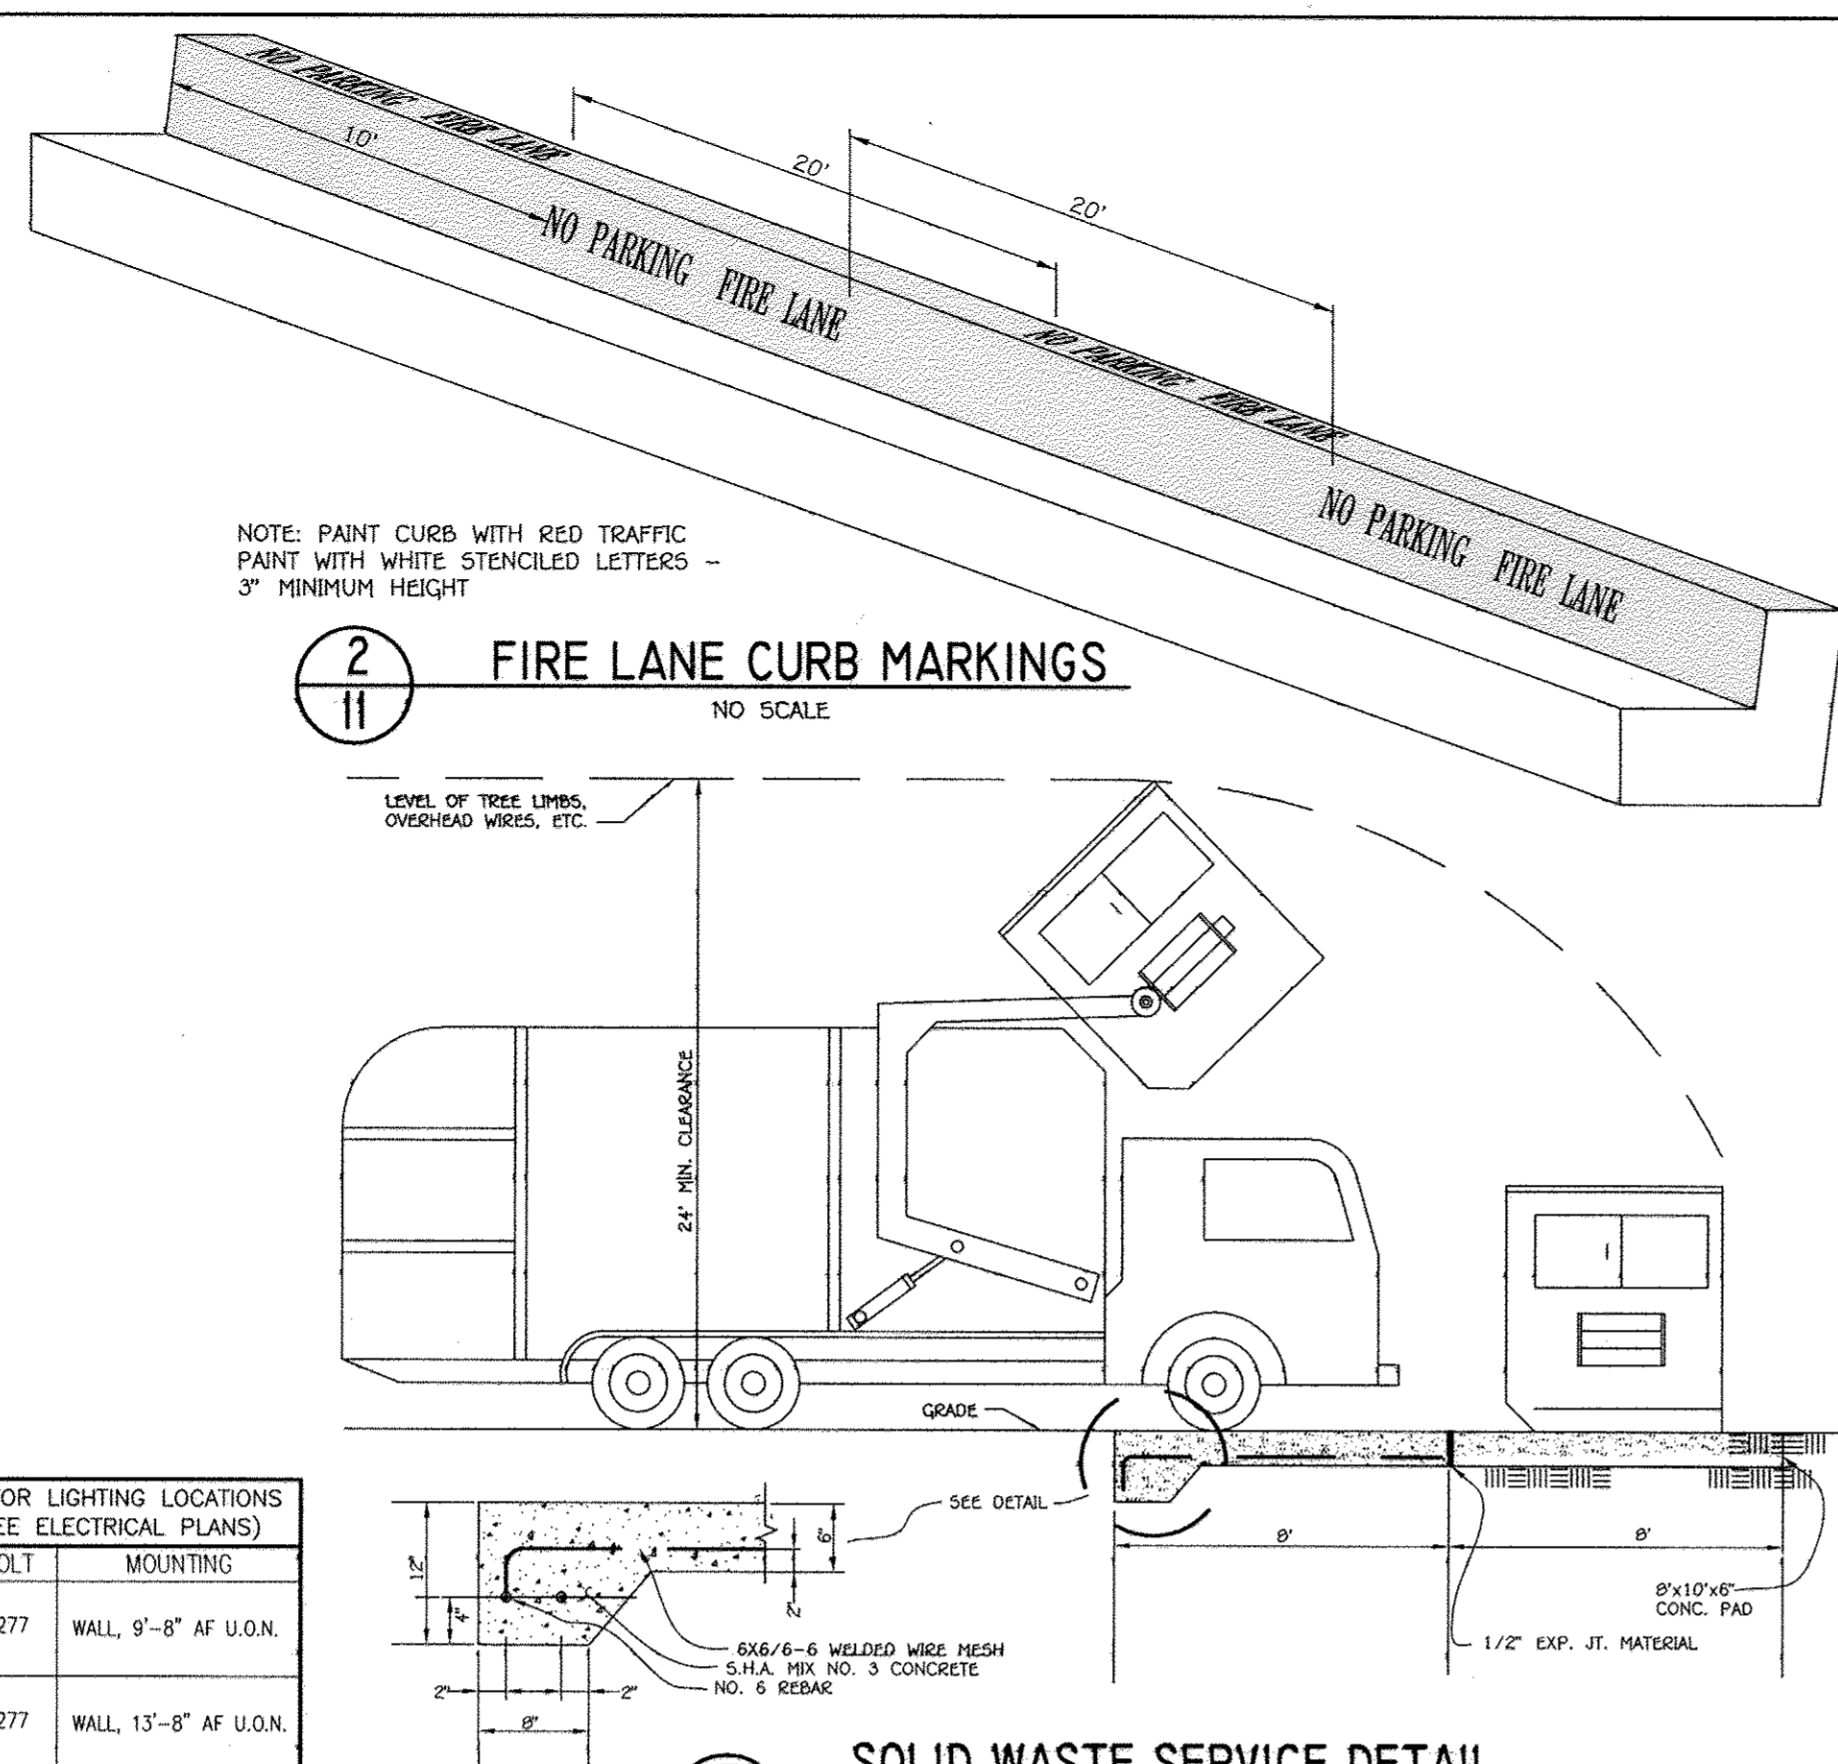 NO PARKING FIRE LANE
10'
20'
20'
NO PARKING FIRE LANE
NO PARKING FIRE LANE
NO PARKING FIRE LANE
NOTE: PAINT CURB WITH RED TRAFFIC
PAINT WITH WHITE STENCILED LETTERS -
3" MINIMUM HEIGHT
2
11
FIRE LANE CURB MARKINGS
NO SCALE
LEVEL OF TREE LIMBS,
OVERHEAD WIRES, ETC.
24' MIN. CLEARANCE
GRADE
SEE DETAIL
8'
8'
8'x10'x6"
CONC. PAD
1/2" EXP. JT. MATERIAL
12"
4"
6"
2"
6X6/6-6 WELDED WIRE MESH
S.H.A. MIX NO. 3 CONCRETE
NO. 6 REBAR
2"
2"
8"
OR LIGHTING LOCATIONS
EE ELECTRICAL PLANS)
OLT MOUNTING
277 WALL, 9'-8" AF U.O.N.
277 WALL, 13'-8" AF U.O.N.
SOLID WASTE SERVICE DETAIL